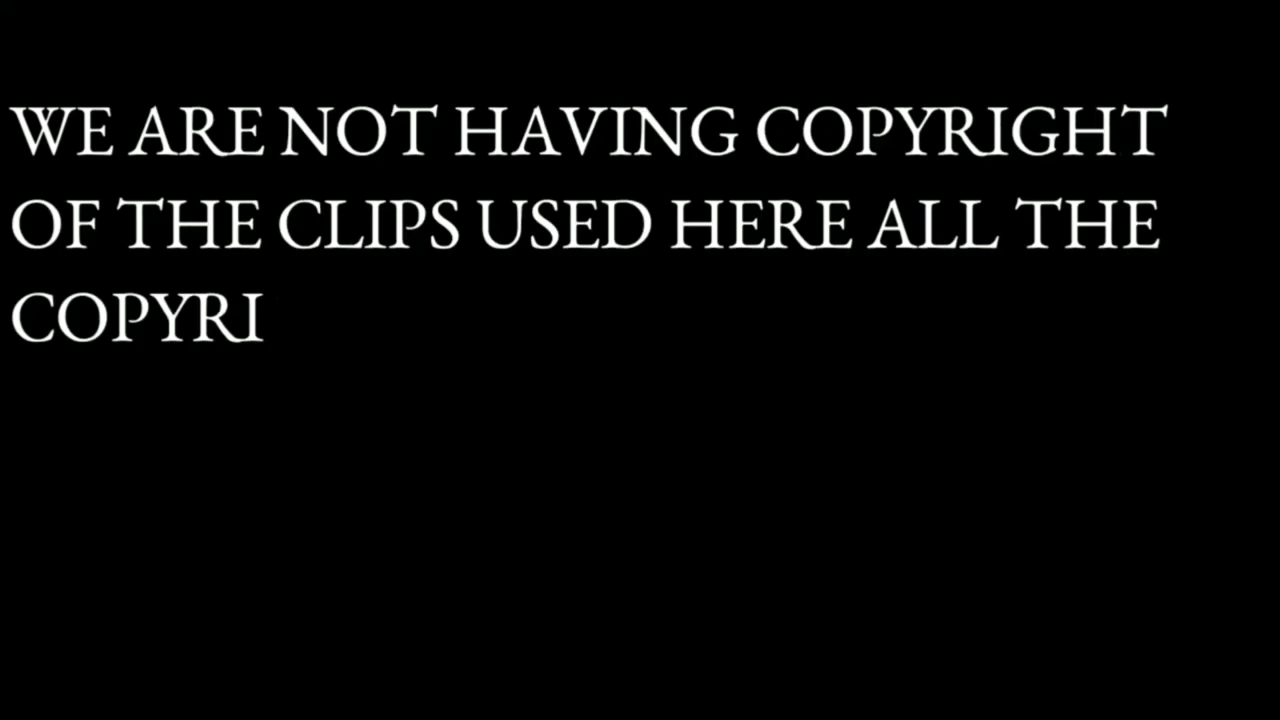 WE ARE NOT HAVING COPYRIGHT
OF THE CLIPS USED HERE ALL THE
COPYRI